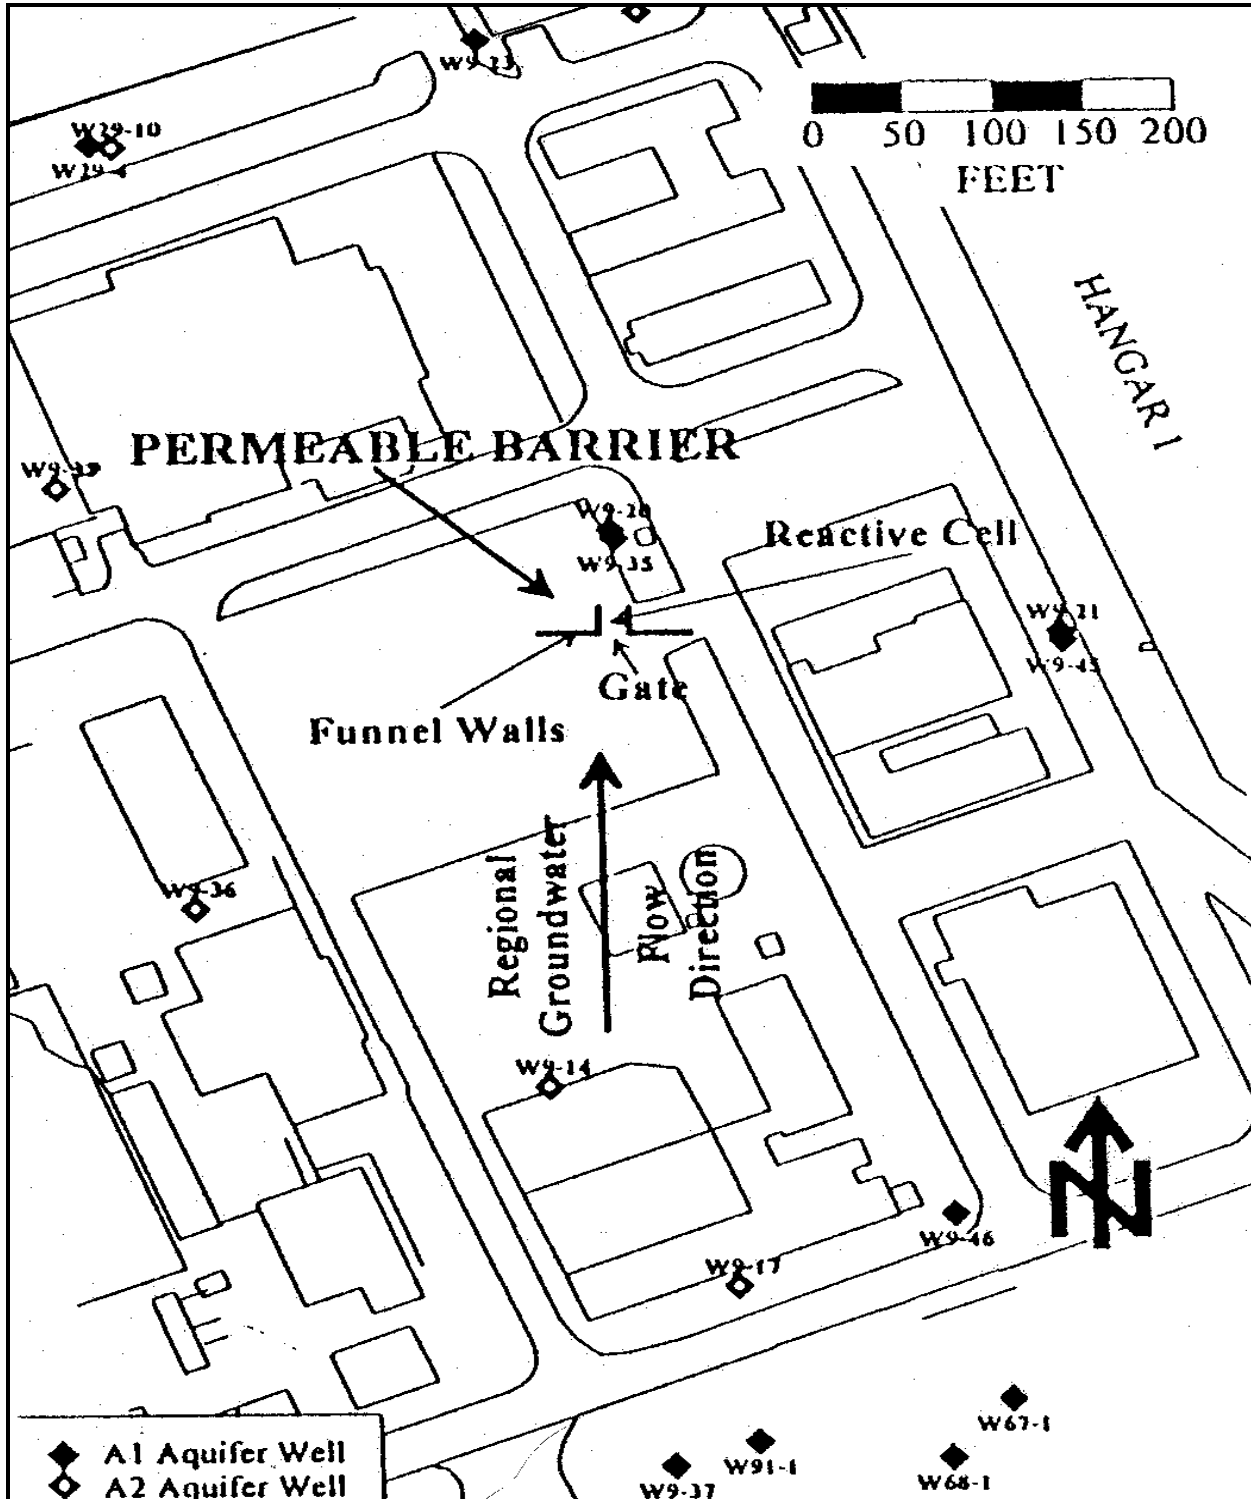 W9-23
0 50 100 150 200
FEET
W29-10
W29-4
HANGAR 1
PERMEABLE BARRIER
W9-20
W9-35
Reactive Cell
W9-21
W9-45
Gate
Funnel Walls
Regional
Groundwater
Flow
Direction
W9-36
W9-14
N
W9-46
W9-17
W67-1
W91-1
W68-1
W9-37
A1 Aquifer Well
A2 Aquifer Well